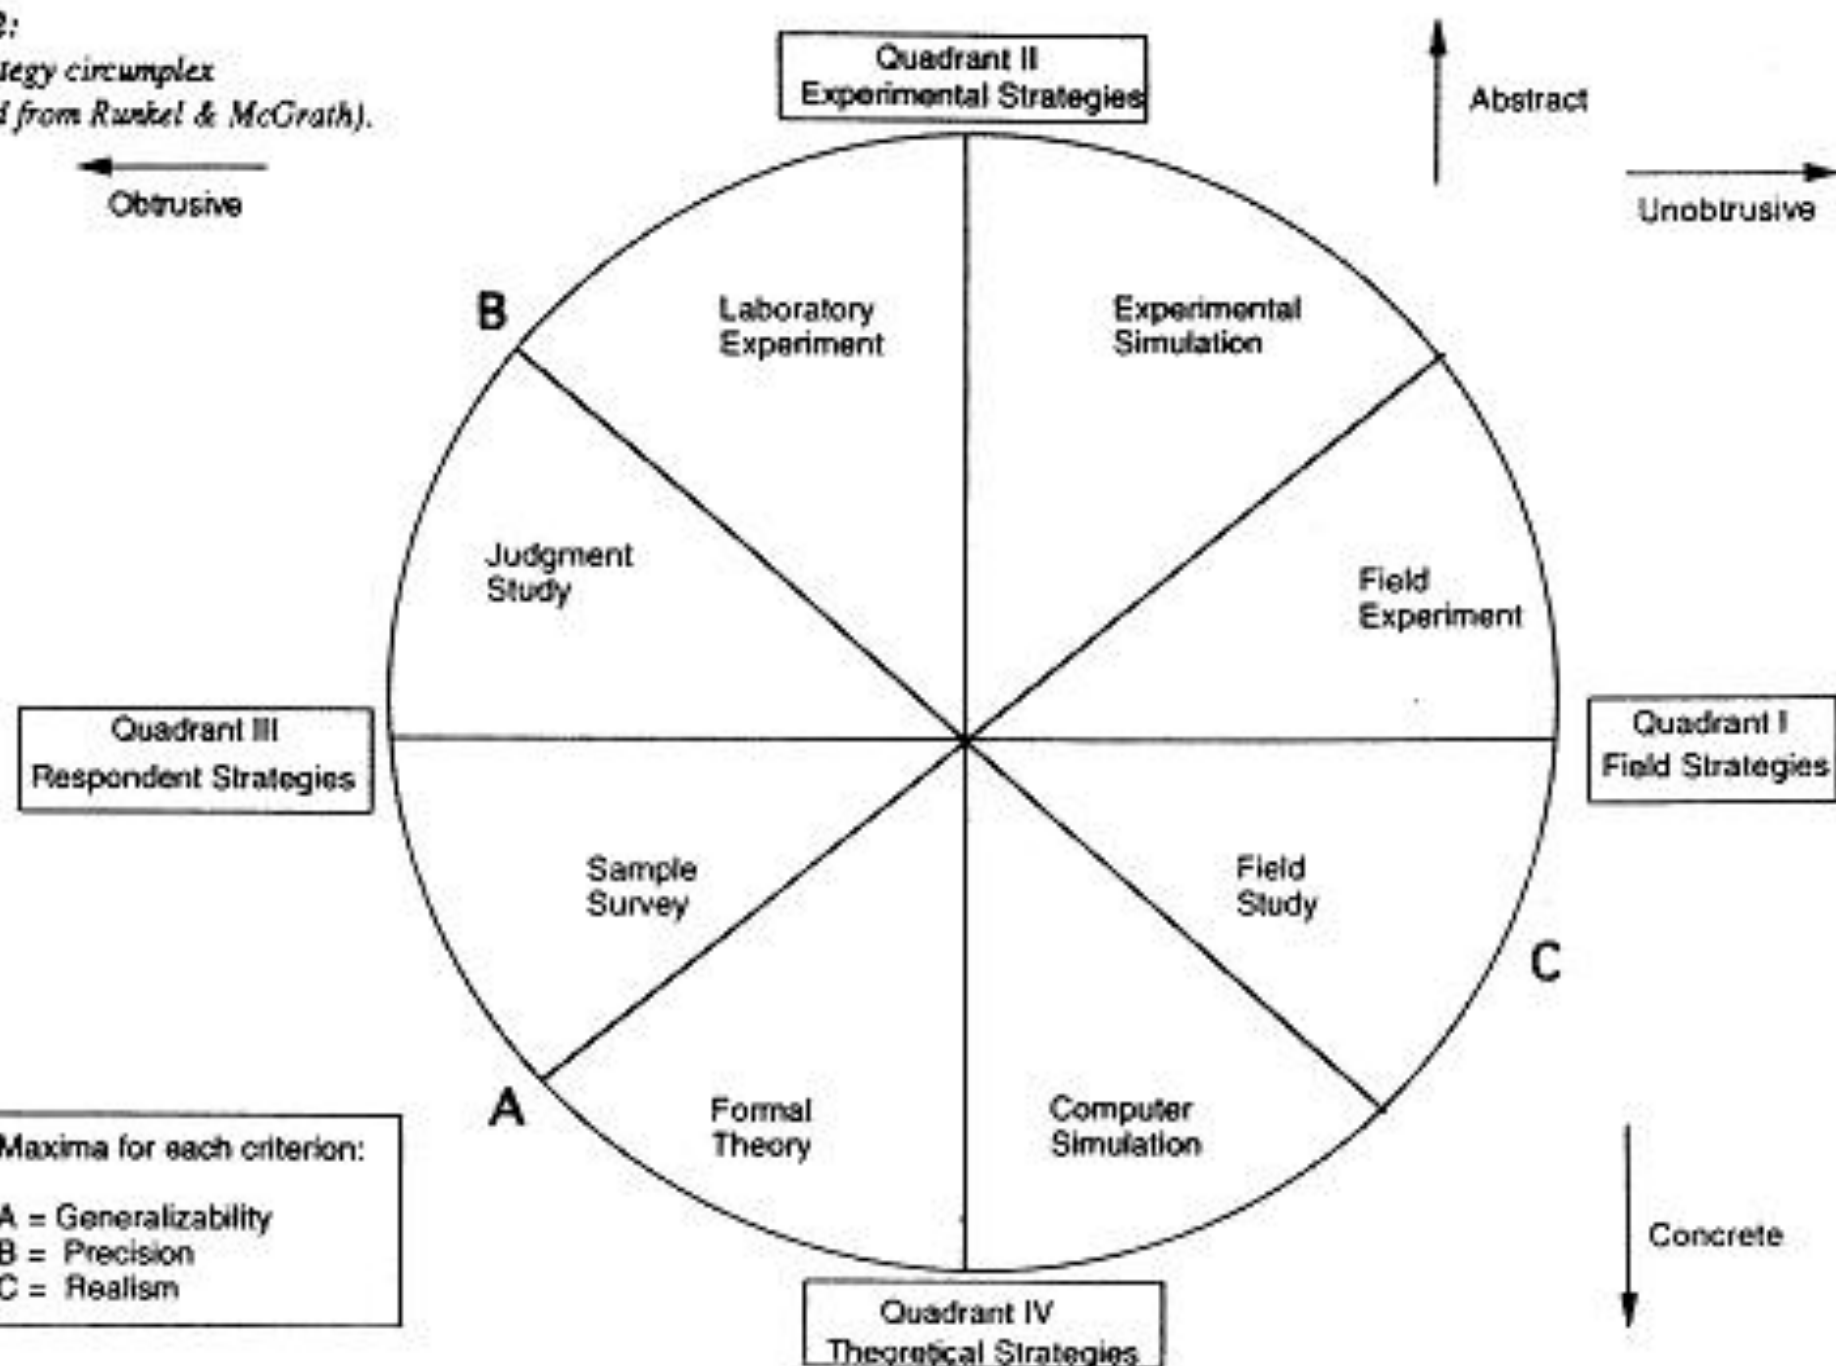 tegy circumplex
from Runkel & McGrath).
Obtrusive
Quadrant II
Experimental Strategies
Abstract
Unobtrusive
B
Laboratory
Experiment
Experimental
Simulation
Judgment
Study
Field
Experiment
Quadrant III
Respondent Strategies
Quadrant I
Field Strategies
Sample
Survey
Field
Study
C
A
Formal
Theory
Computer
Simulation
Maxima for each criterion:
A = Generalizability
B = Precision
C = Realism
Concrete
Quadrant IV
Theoretical Strategies